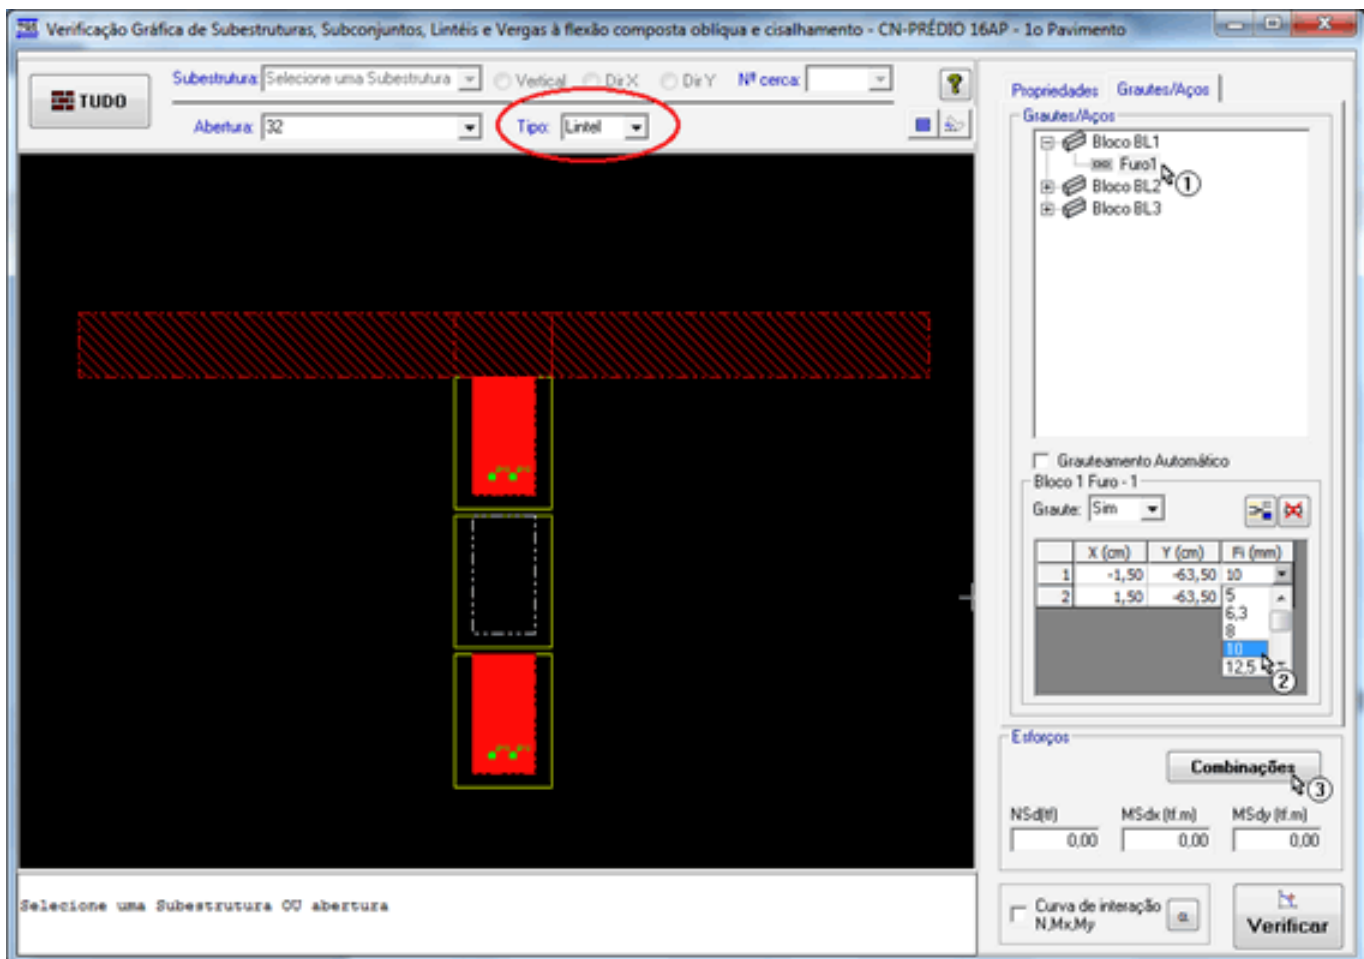 Verificação Gráfica de Subestruturas, Subconjuntos, Lintéis e Vergas à flexão composta oblíqua e cisalhamento - CN-PRÉDIO 16AP - 1o Pavimento
TUDO
Subestrutura: Selecione uma Subestrutura Vertical Dir X Dir Y Nº cerca:
Abertura: 32 Tipo: Lintel
Propriedades Grautes/Aços
Grautes/Aços
Bloco BL1
Furo1
1
Bloco BL2
Bloco BL3
Grauteamento Automático
Bloco 1 Furo - 1
Graute: Sim
X (cm) Y (cm) Fi (mm)
1 -1,50 -63,50 10
2 1,50 -63,50 5
6,3
8
10
12,5
2
Esforços
Combinações
3
NSd(tf) MSdx (tf.m) MSdy (tf.m)
0,00 0,00 0,00
Selecione uma Subestrutura OU abertura
Curva de interação
N,Mx,My
α
Verificar